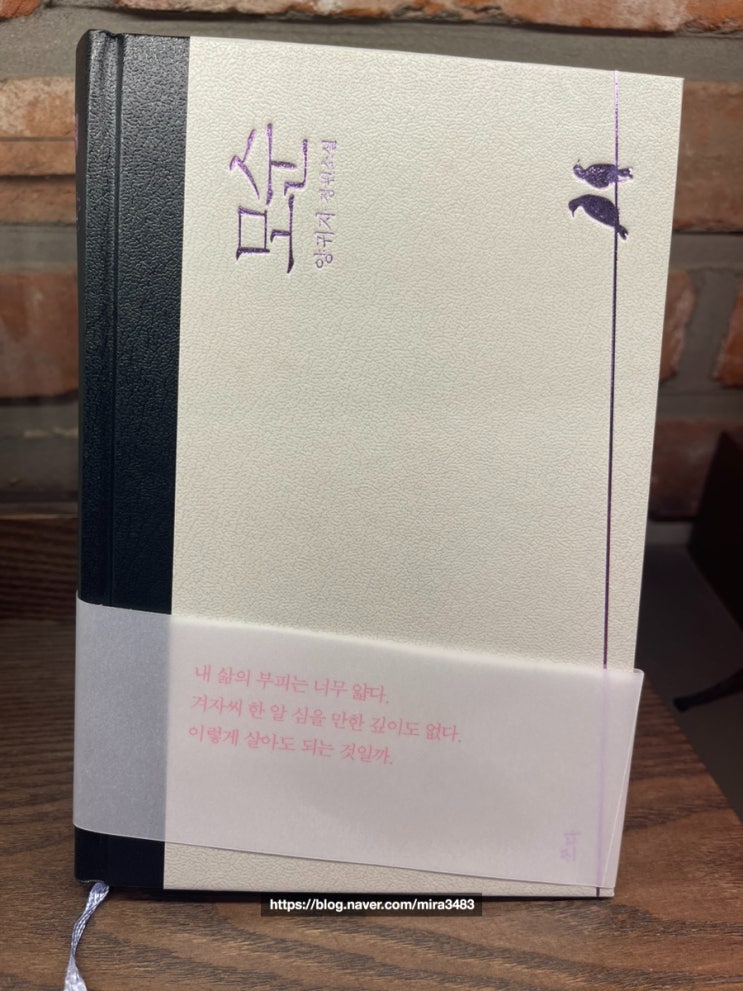 모순
양귀자 장편소설
내 삶의 부피는 너무 얇다.
겨자씨 한 알 심을 만한 깊이도 없다.
이렇게 살아도 되는 것일까.
쓰다
https://blog.naver.com/mira3483